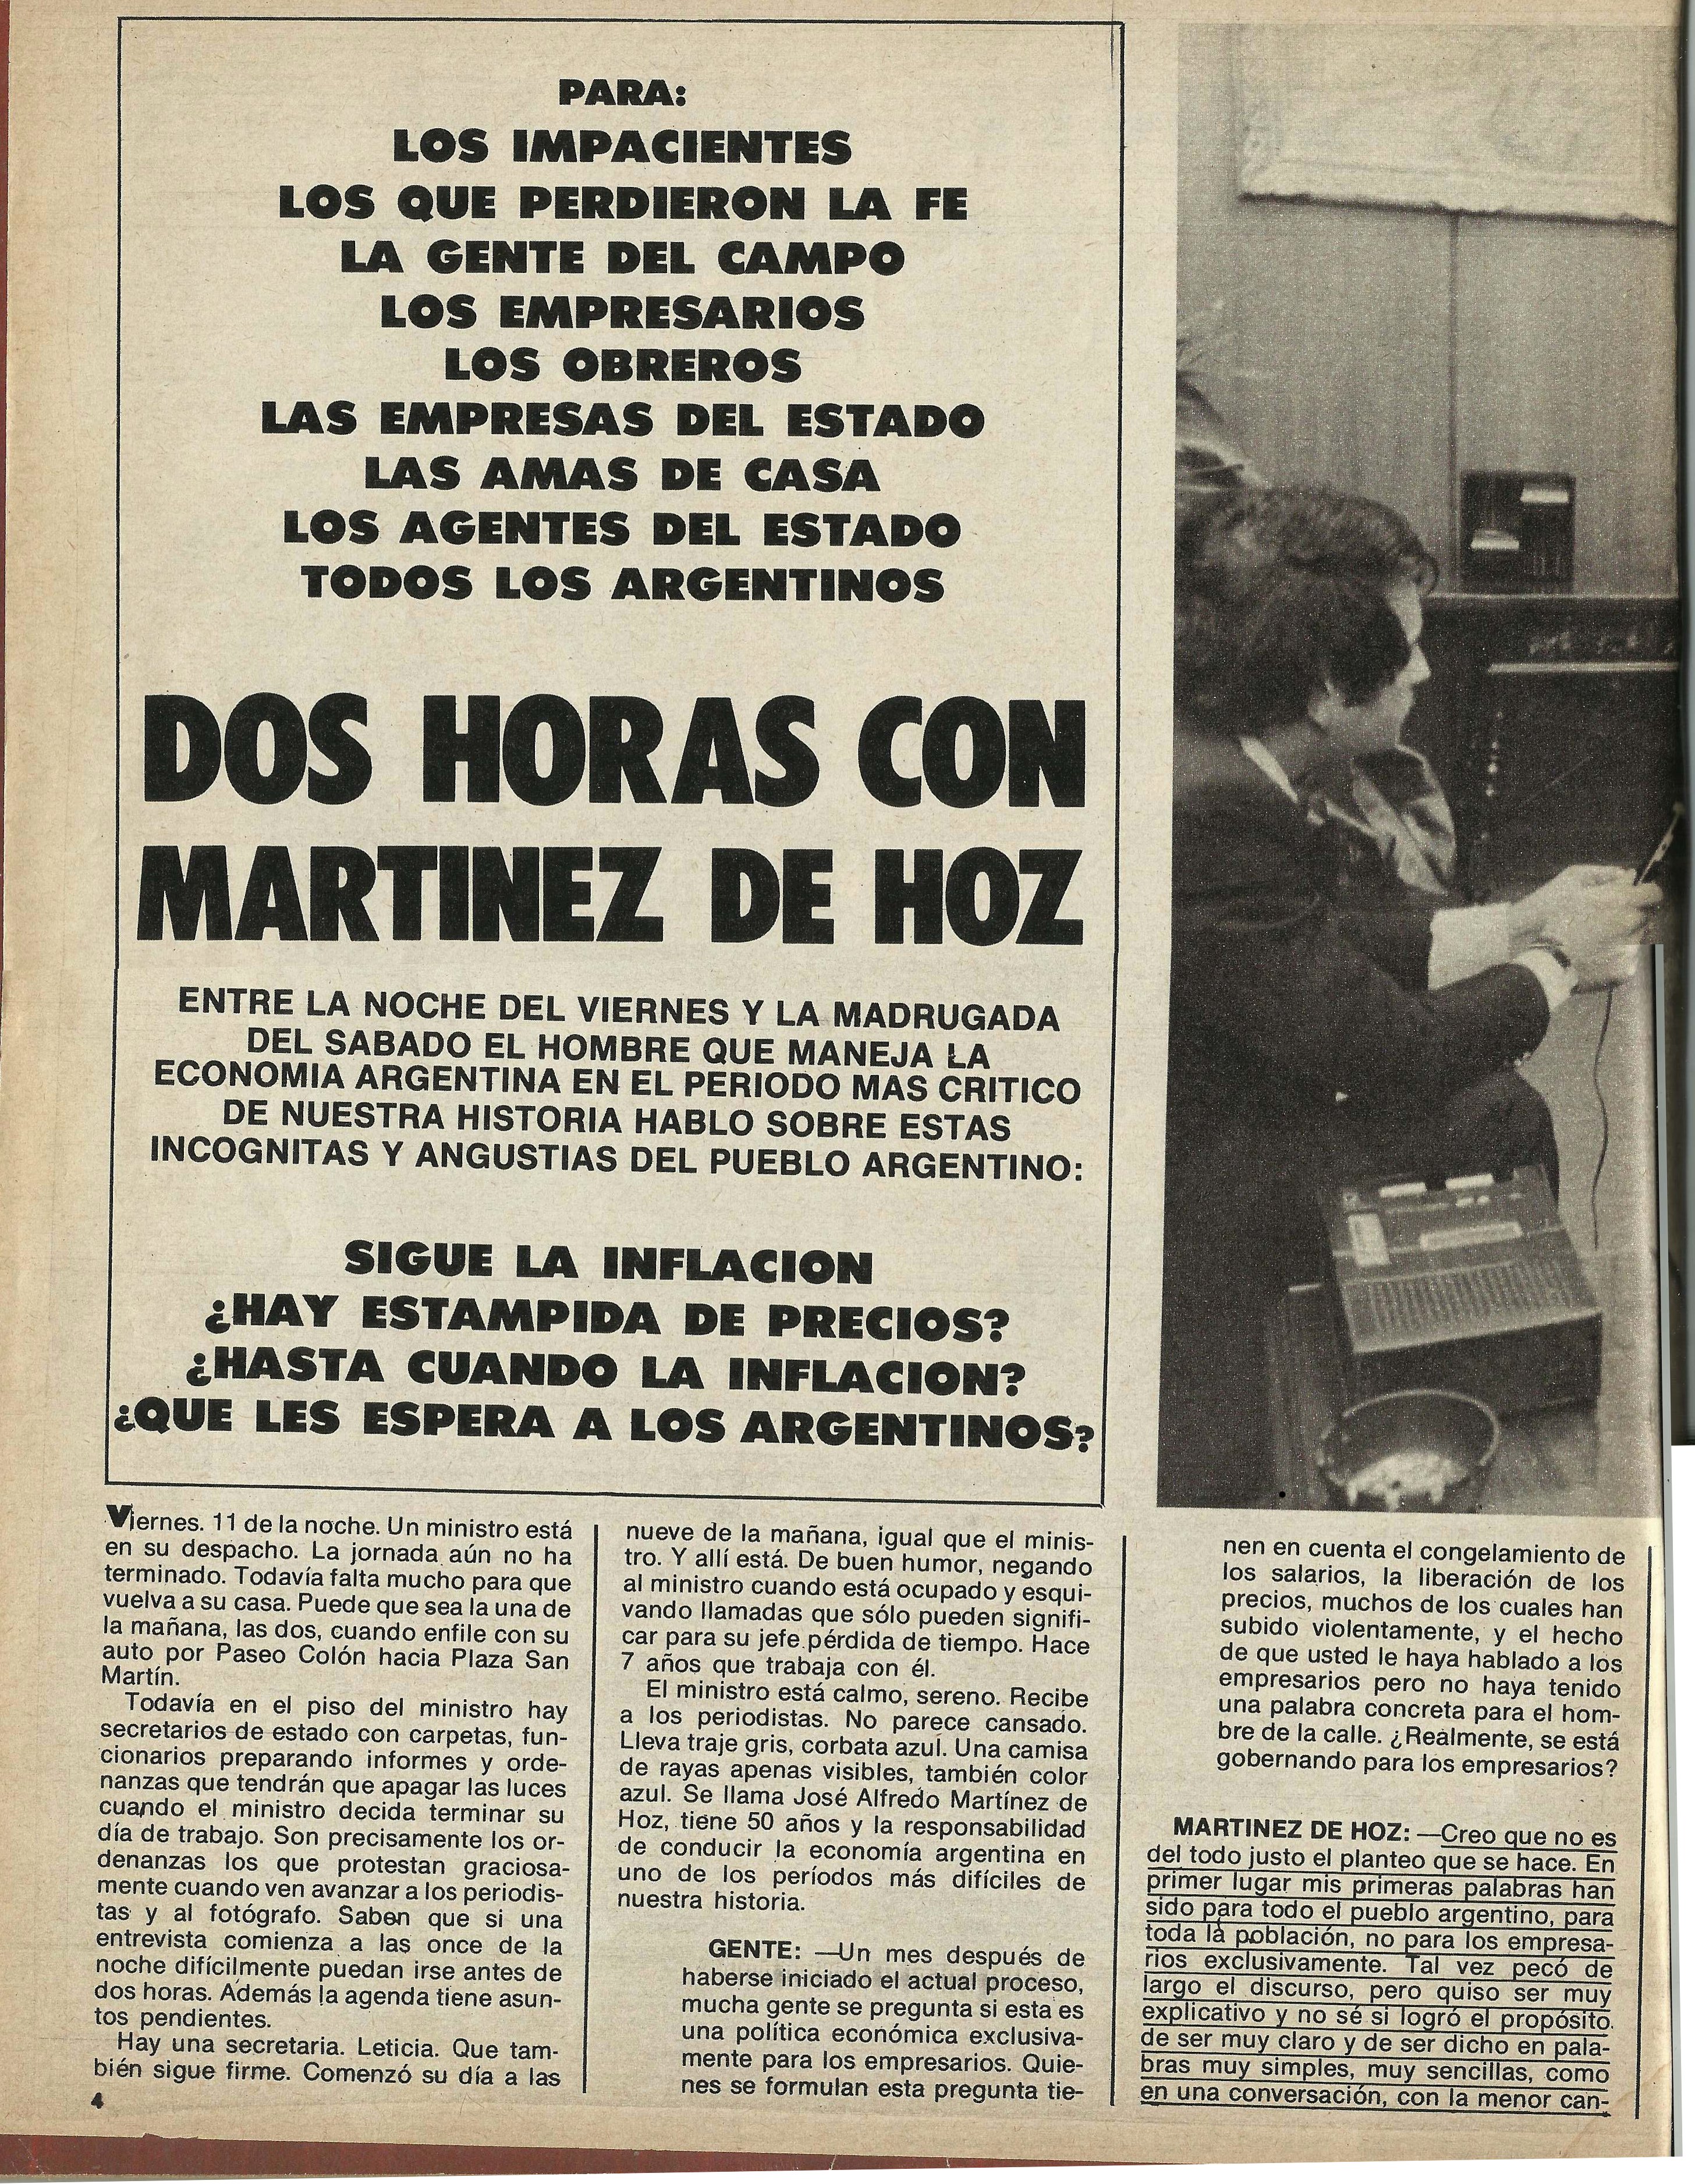 PARA:
LOS IMPACIENTES
LOS QUE PERDIERON LA FE
LA GENTE DEL CAMPO
LOS EMPRESARIOS
LOS OBREROS
LAS EMPRESAS DEL ESTADO
LAS AMAS DE CASA
LOS AGENTES DEL ESTADO
TODOS LOS ARGENTINOS
DOS HORAS CON
MARTINEZ DE HOZ
ENTRE LA NOCHE DEL VIERNES Y LA MADRUGADA
DEL SABADO EL HOMBRE QUE MANEJA LA
ECONOMIA ARGENTINA EN EL PERIODO MAS CRITICO
DE NUESTRA HISTORIA HABLO SOBRE ESTAS
INCOGNITAS Y ANGUSTIAS DEL PUEBLO ARGENTINO:
SIGUE LA INFLACION
¿HAY ESTAMPIDA DE PRECIOS?
¿HASTA CUANDO LA INFLACION?
¿QUE LES ESPERA A LOS ARGENTINOS?
Viernes. 11 de la noche. Un ministro está
en su despacho. La jornada aún no ha
terminado. Todavía falta mucho para que
vuelva a su casa. Puede que sea la una de
la mañana, las dos, cuando enfile con su
auto por Paseo Colón hacia Plaza San
Martín.
Todavía en el piso del ministro hay
secretarios de estado con carpetas, fun-
cionarios preparando informes y orde-
nanzas que tendrán que apagar las luces
cuando el ministro decida terminar su
día de trabajo. Son precisamente los or-
denanzas los que protestan graciosa-
mente cuando ven avanzar a los periodis-
tas y al fotógrafo. Saben que si una
entrevista comienza a las once de la
noche difícilmente puedan irse antes de
dos horas. Además la agenda tiene asun-
tos pendientes.
Hay una secretaria. Leticia. Que tam-
bién sigue firme. Comenzó su día a las
nueve de la mañana, igual que el minis-
tro. Y allí está. De buen humor, negando
al ministro cuando está ocupado y esqui-
vando llamadas que sólo pueden signifi-
car para su jefe pérdida de tiempo. Hace
7 años que trabaja con él.
El ministro está calmo, sereno. Recibe
a los periodistas. No parece cansado.
Lleva traje gris, corbata azul. Una camisa
de rayas apenas visibles, también color
azul. Se llama José Alfredo Martínez de
Hoz, tiene 50 años y la responsabilidad
de conducir la economía argentina en
uno de los períodos más difíciles de
nuestra historia.
GENTE: —Un mes después de
haberse iniciado el actual proceso,
mucha gente se pregunta si esta es
una política económica exclusiva-
mente para los empresarios. Quie-
nes se formulan esta pregunta tie-
nen en cuenta el congelamiento de
los salarios, la liberación de los
precios, muchos de los cuales han
subido violentamente, y el hecho
de que usted le haya hablado a los
empresarios pero no haya tenido
una palabra concreta para el hom-
bre de la calle. ¿Realmente, se está
gobernando para los empresarios?
MARTINEZ DE HOZ: —Creo que no es
del todo justo el planteo que se hace. En
primer lugar mis primeras palabras han
sido para todo el pueblo argentino, para
toda la población, no para los empresa-
rios exclusivamente. Tal vez pecó de
largo el discurso, pero quiso ser muy
explicativo y no sé si logró el propósito
de ser muy claro y de ser dicho en pala-
bras muy simples, muy sencillas, como
en una conversación, con la menor can-
4